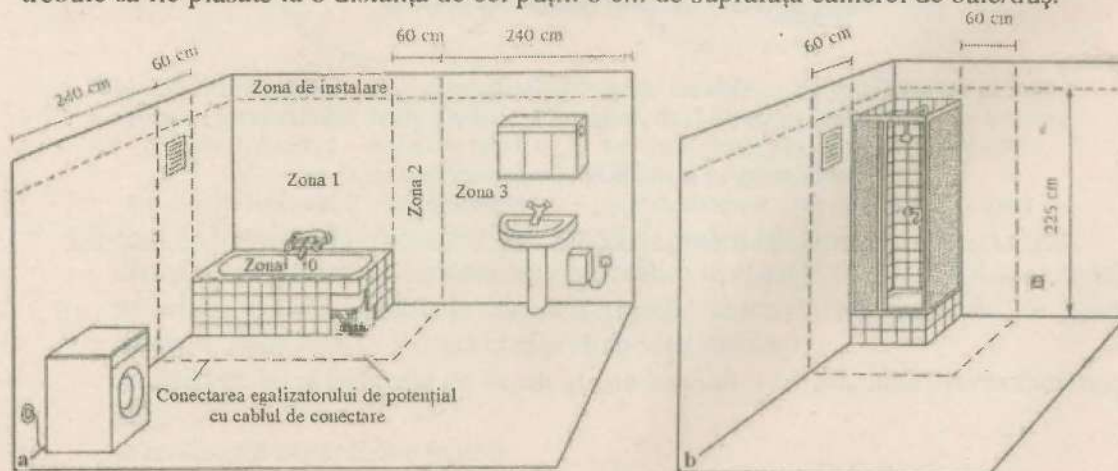 trebuie să fie plasate la o distanță de cel puțin 6 cm de suprafața camerei de baie/duș.
60 cm
240 cm
240 cm
60 cm
Zona de instalare
Zona 1
Zona 2
Zona 3
Zona 0
Conectarea egalizatorului de potențial
cu cablul de conectare
a
60 cm
60 cm
225 cm
b